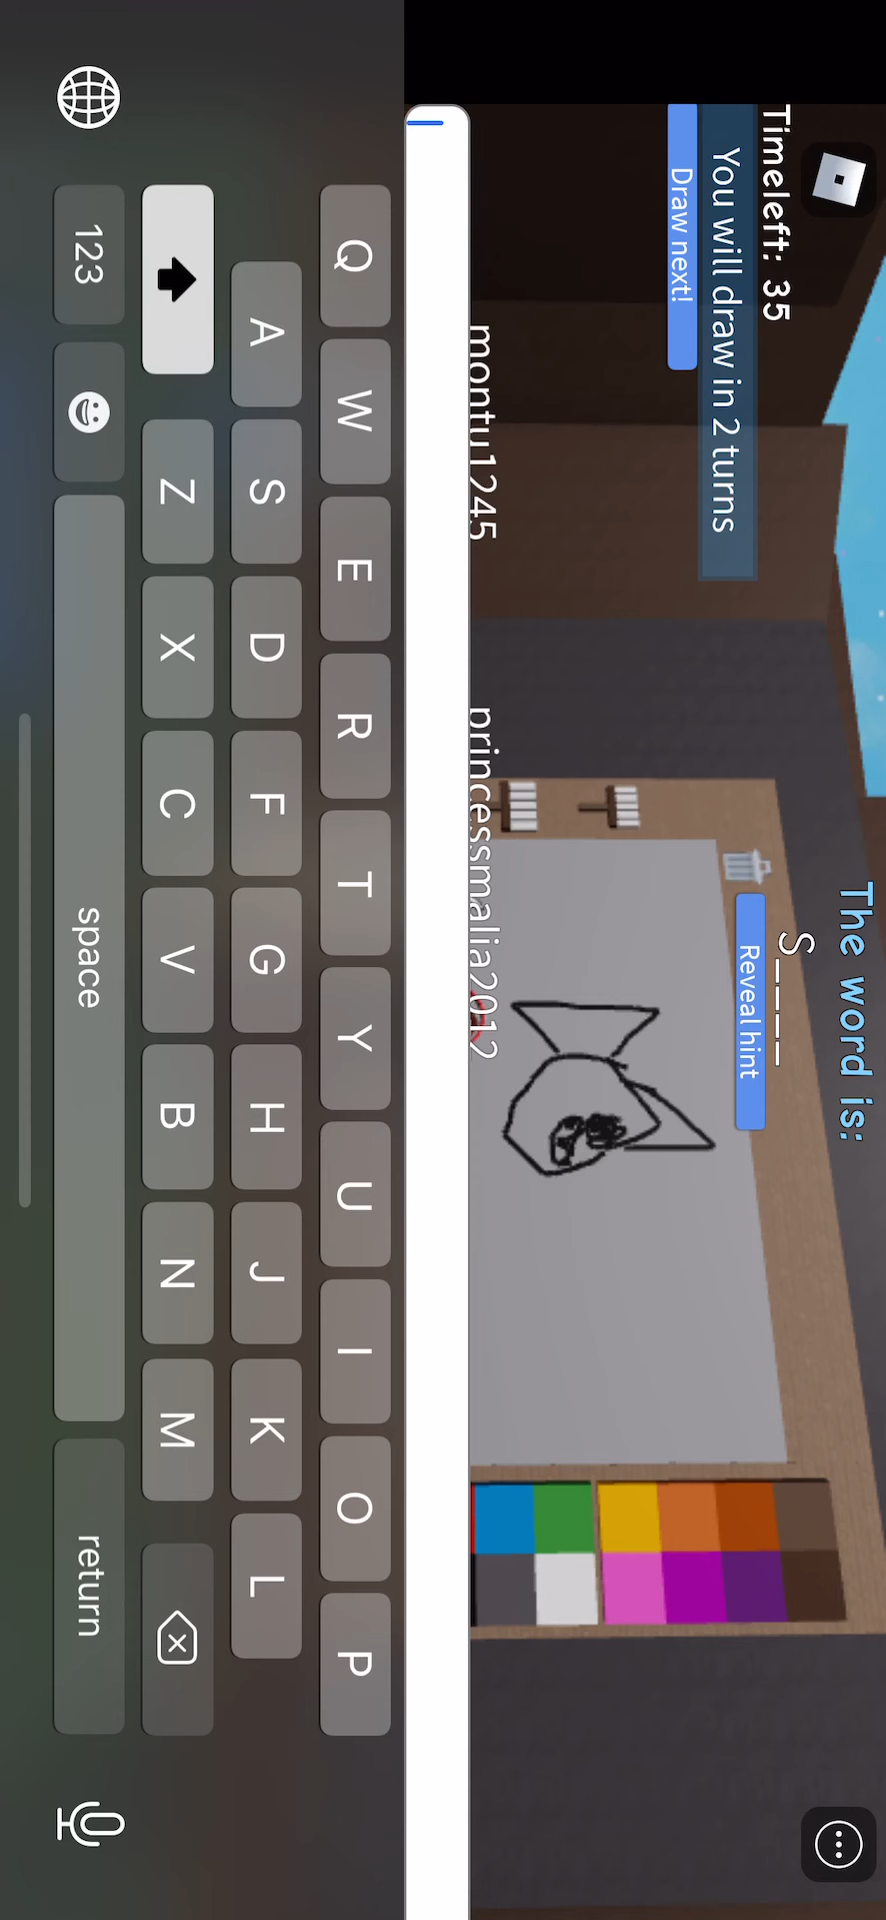 Timeleft: 35
You will draw in 2 turns
Draw next!
The word is:
S____
Reveal hint
montu1245
princessmalia2012
Q W E R T Y U I O P
A S D F G H J K L
Z X C V B N M
123
space
return